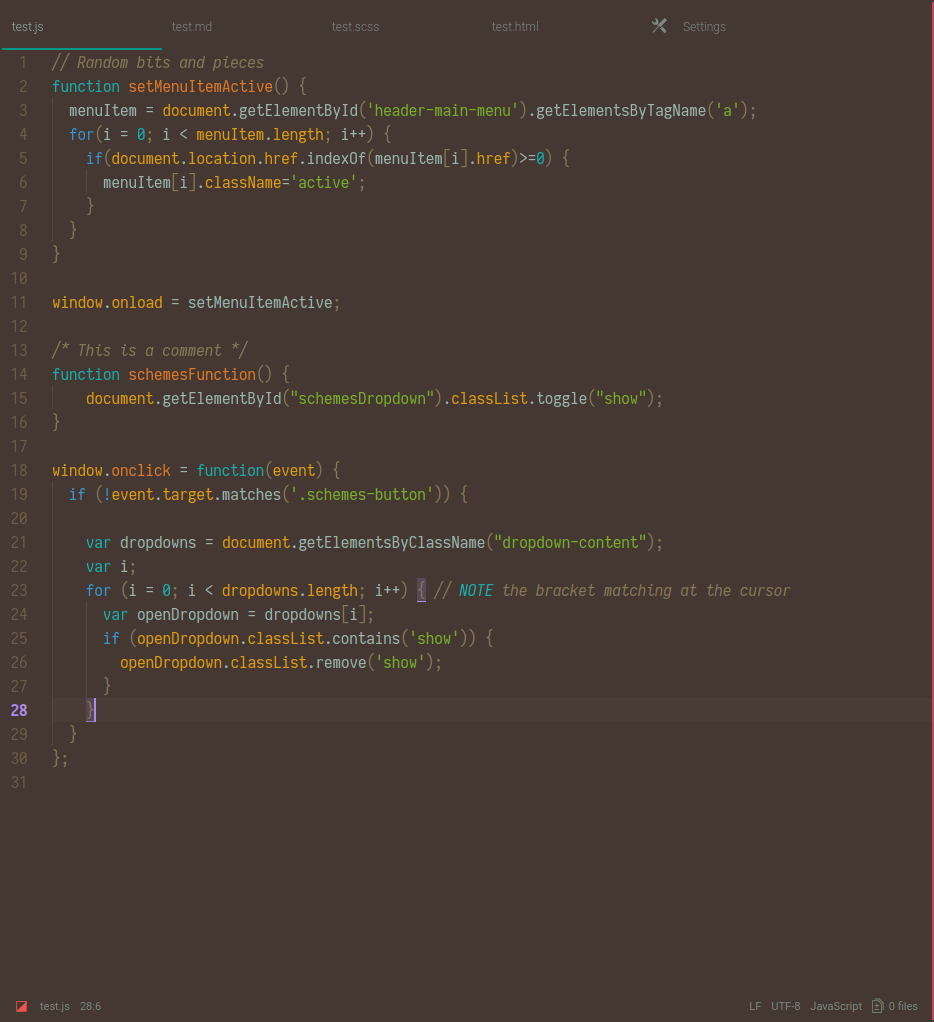 test.js test.md test.scss test.html Settings
1 // Random bits and pieces
2 function setMenuItemActive() {
3   menuItem = document.getElementById('header-main-menu').getElementsByTagName('a');
4   for(i = 0; i < menuItem.length; i++) {
5     if(document.location.href.indexOf(menuItem[i].href)>=0) {
6       menuItem[i].className='active';
7     }
8   }
9 }
10
11 window.onload = setMenuItemActive;
12
13 /* This is a comment */
14 function schemesFunction() {
15     document.getElementById("schemesDropdown").classList.toggle("show");
16 }
17
18 window.onclick = function(event) {
19   if (!event.target.matches('.schemes-button')) {
20
21     var dropdowns = document.getElementsByClassName("dropdown-content");
22     var i;
23     for (i = 0; i < dropdowns.length; i++) { // NOTE the bracket matching at the cursor
24       var openDropdown = dropdowns[i];
25       if (openDropdown.classList.contains('show')) {
26         openDropdown.classList.remove('show');
27       }
28     }
29   }
30 };
31
test.js 28:6 LF UTF-8 JavaScript 0 files